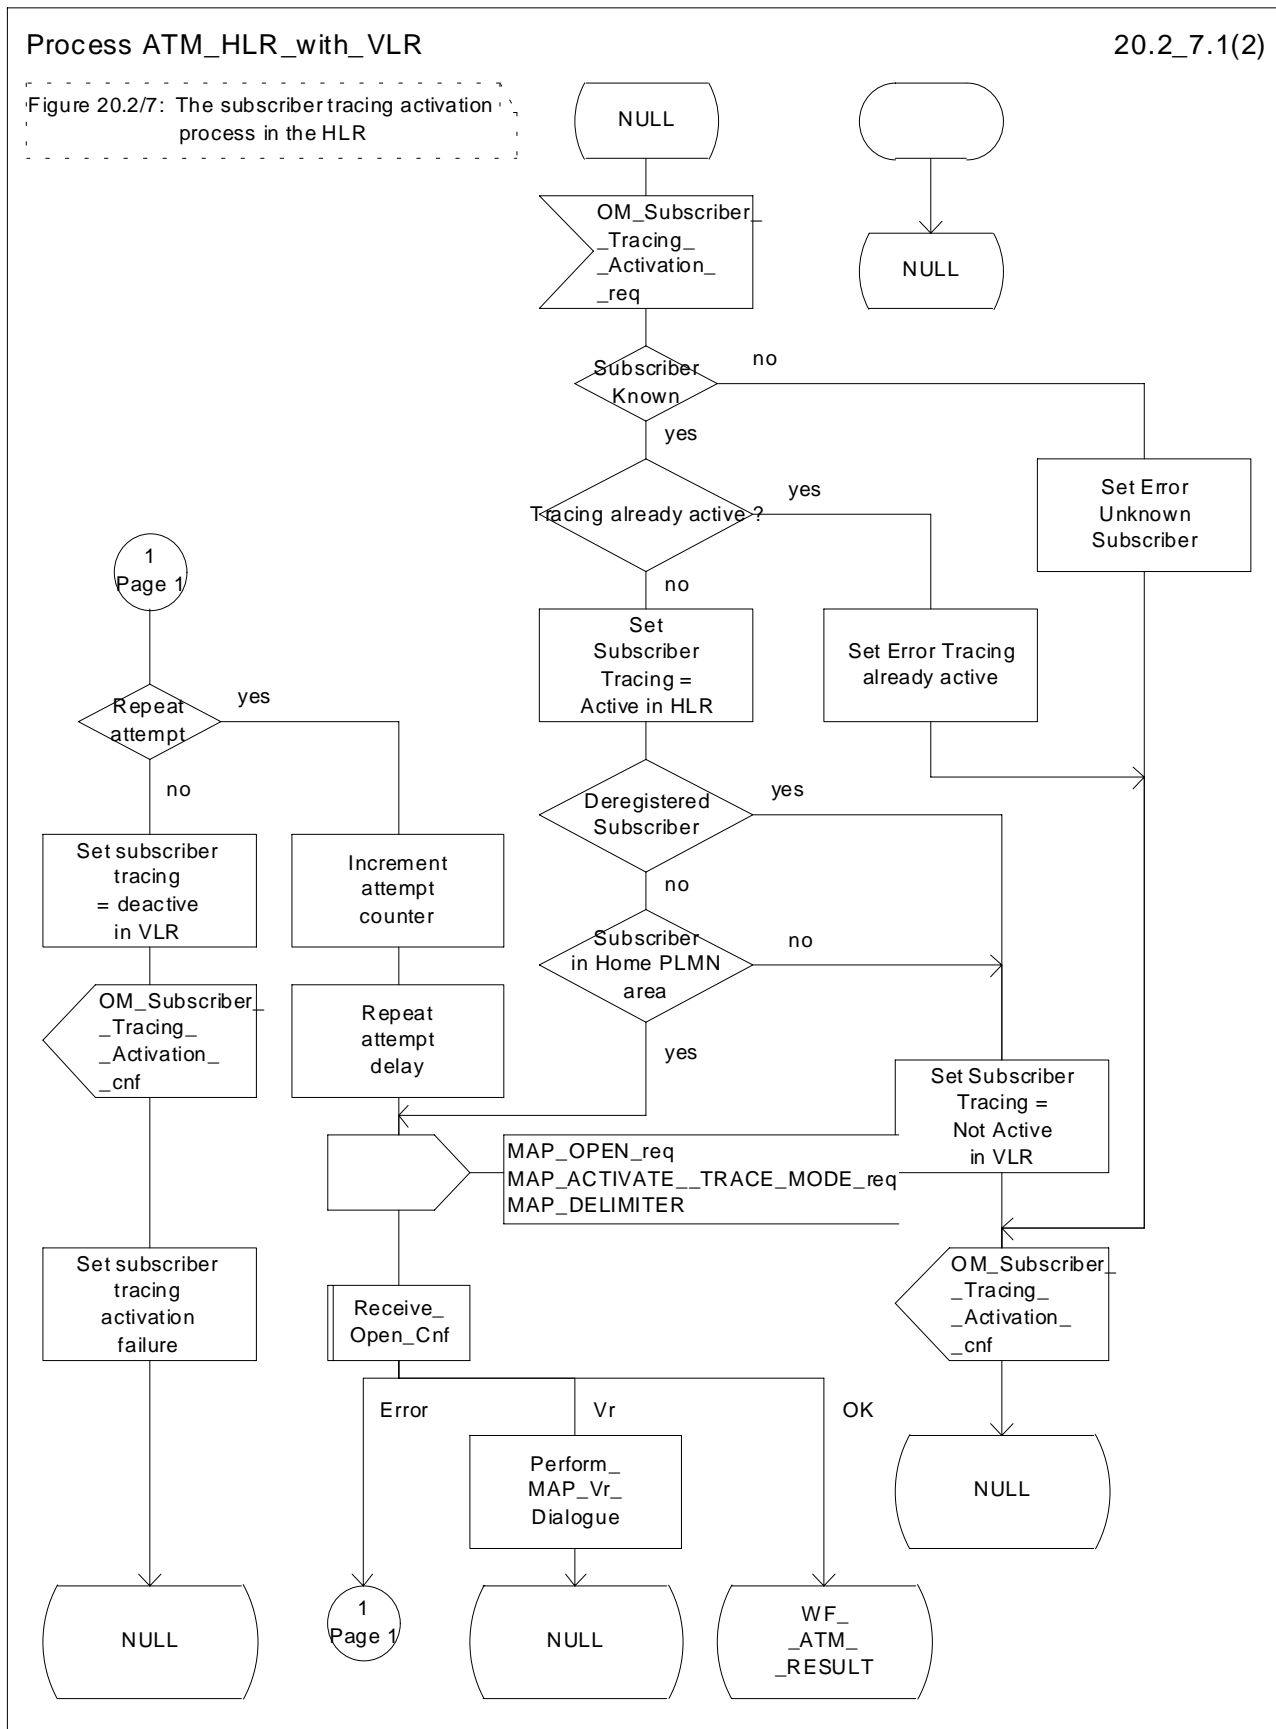 Process ATM_HLR_with_VLR
20.2_7.1(2)
Figure 20.2/7: The subscriber tracing activation
process in the HLR
NULL
OM_Subscriber_
_Tracing_
_Activation_
_req
NULL
Subscriber
Known
no
yes
Tracing already active ?
yes
no
Set Error
Unknown
Subscriber
1
Page 1
Set
Subscriber
Tracing =
Active in HLR
Set Error Tracing
already active
Repeat
attempt
yes
no
Deregistered
Subscriber
yes
no
Set subscriber
tracing
= deactive
in VLR
Increment
attempt
counter
Subscriber
in Home PLMN
area
no
yes
OM_Subscriber_
_Tracing_
_Activation_
_cnf
Repeat
attempt
delay
Set Subscriber
Tracing =
Not Active
in VLR
MAP_OPEN_req
MAP_ACTIVATE__TRACE_MODE_req
MAP_DELIMITER
Set subscriber
tracing
activation
failure
Receive_
Open_Cnf
OM_Subscriber_
_Tracing_
_Activation_
_cnf
Error
Vr
OK
Perform_
MAP_Vr_
Dialogue
NULL
NULL
1
Page 1
NULL
WF_
_ATM_
_RESULT